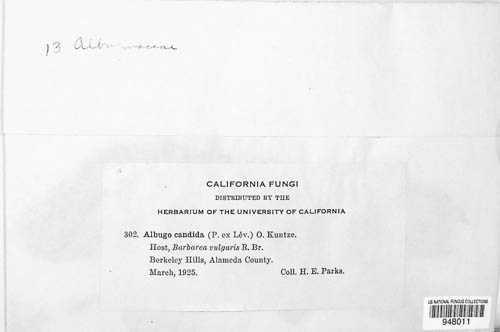 13 Albuginaceae
CALIFORNIA FUNGI
DISTRIBUTED BY THE
HERBARIUM OF THE UNIVERSITY OF CALIFORNIA
302. Albugo candida (P. ex Lév.) O. Kuntze.
Host, Barbarea vulgaris R. Br.
Berkeley Hills, Alameda County.
March, 1925. Coll. H. E. Parks.
US NATIONAL FUNGUS COLLECTIONS
948011